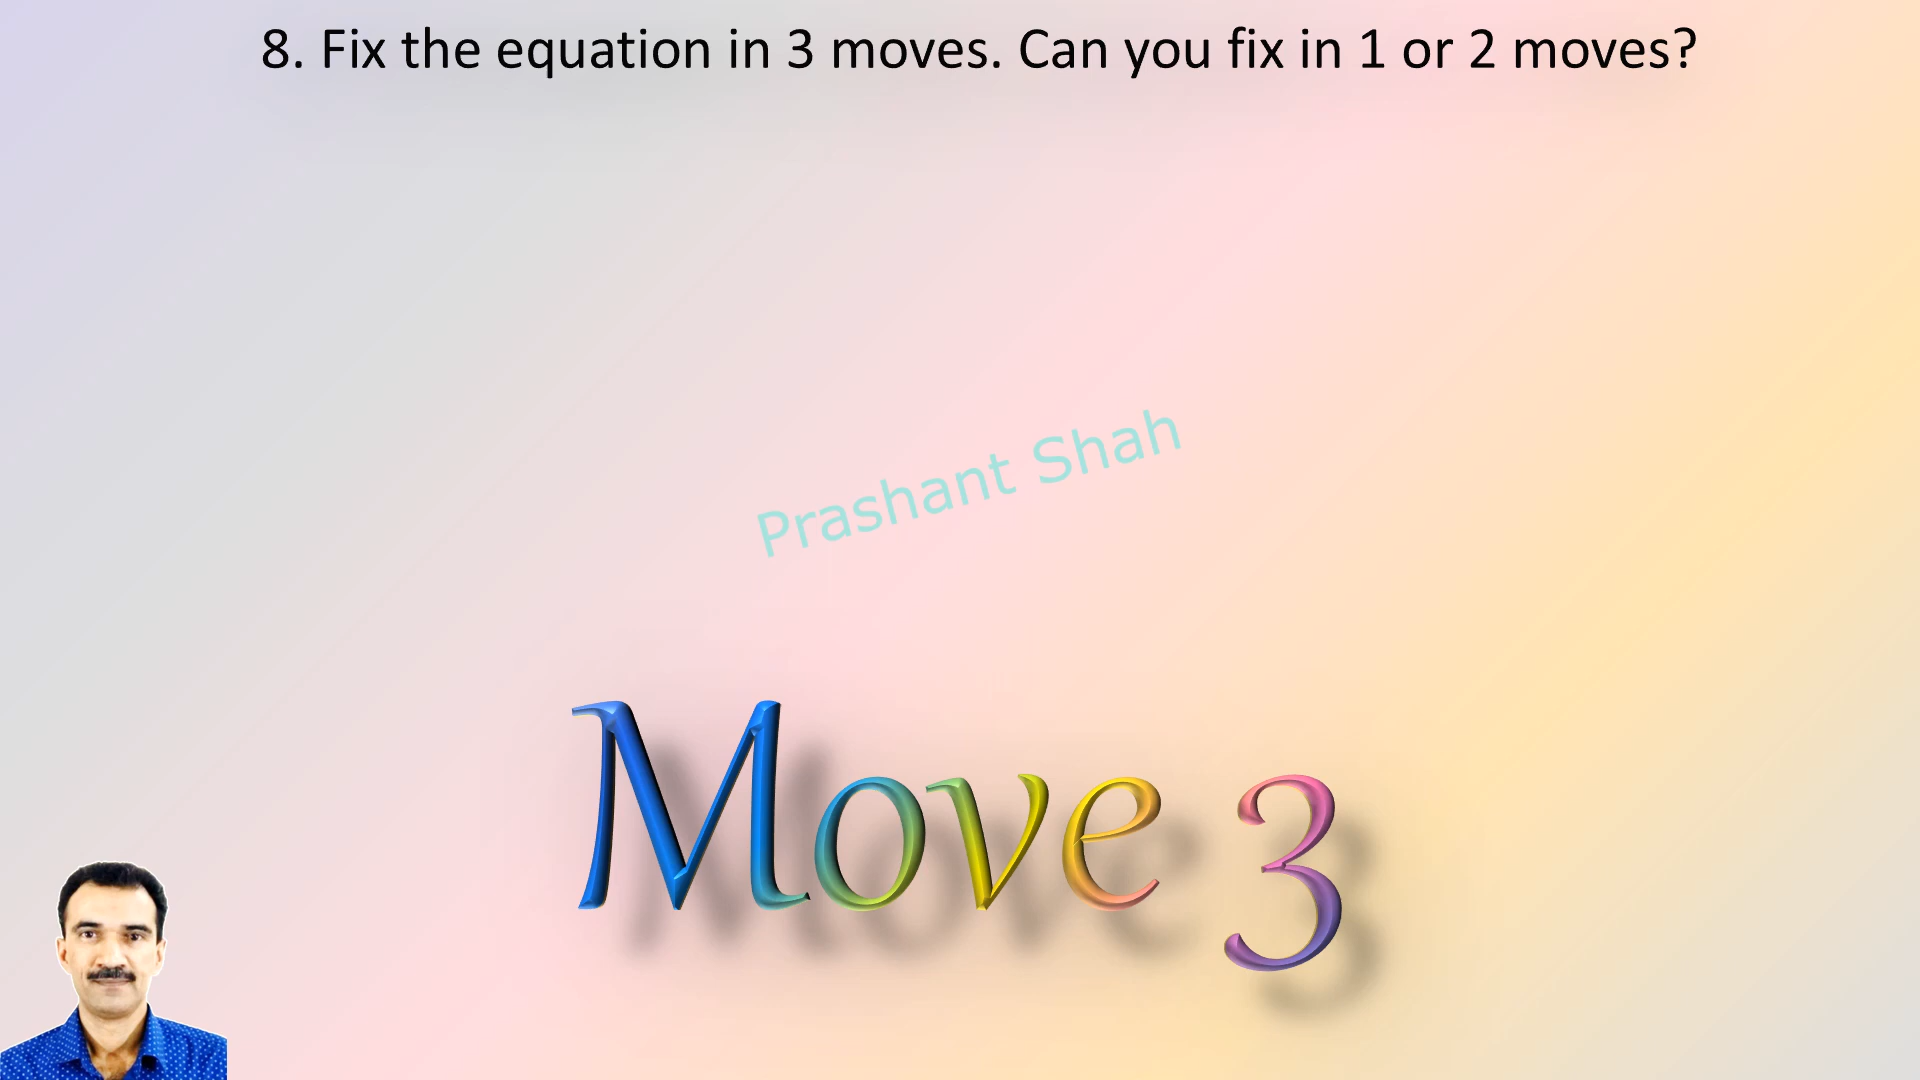 8. Fix the equation in 3 moves. Can you fix in 1 or 2 moves?
Prashant Shah
Move 3